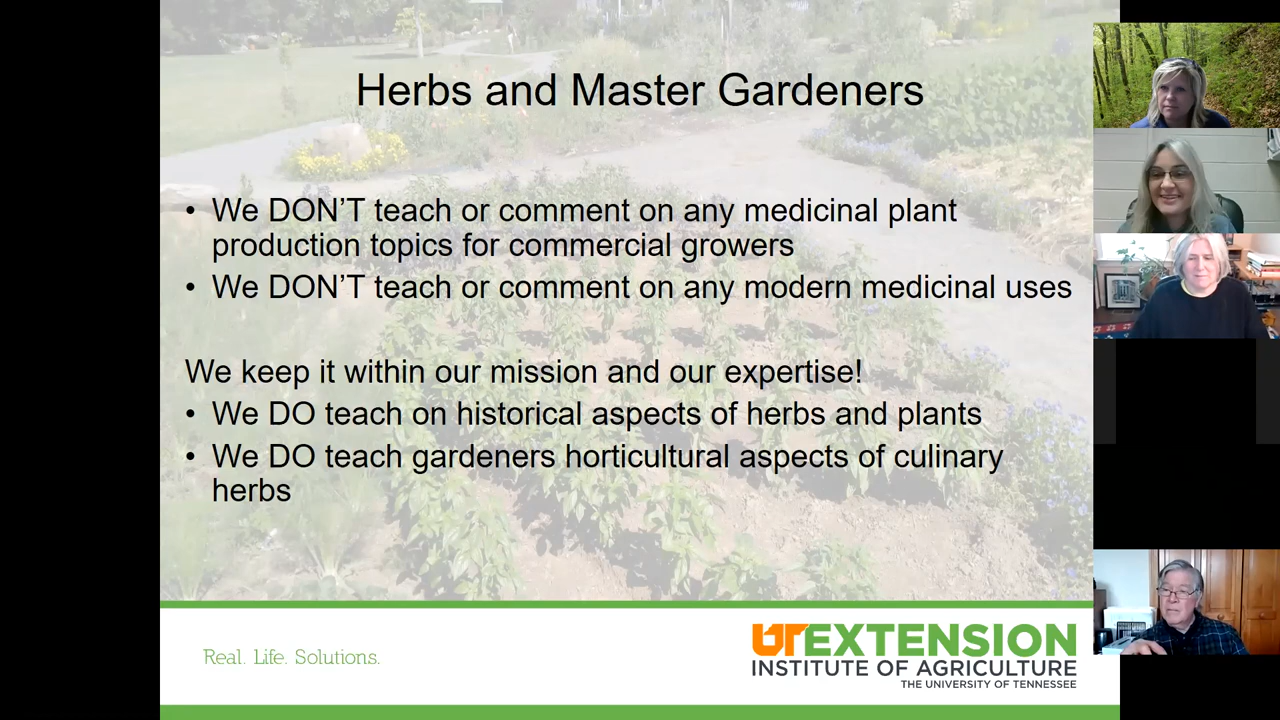 Herbs and Master Gardeners
• We DON’T teach or comment on any medicinal plant
production topics for commercial growers
• We DON’T teach or comment on any modern medicinal uses
We keep it within our mission and our expertise!
• We DO teach on historical aspects of herbs and plants
• We DO teach gardeners horticultural aspects of culinary
herbs
Real. Life. Solutions.
UT EXTENSION
INSTITUTE OF AGRICULTURE
THE UNIVERSITY OF TENNESSEE